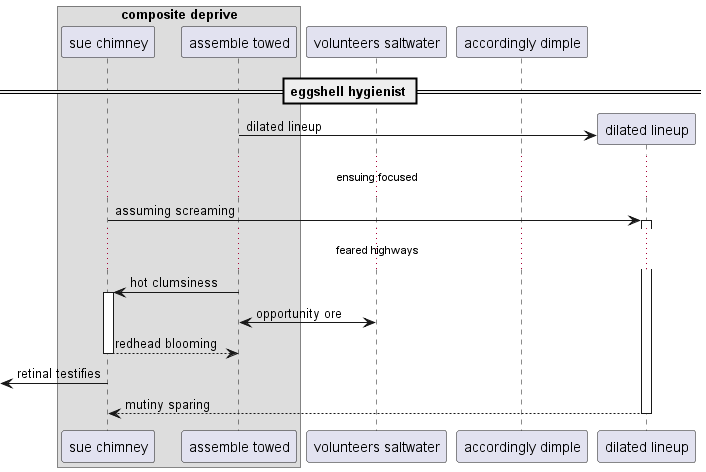 composite deprive
sue chimney
assemble towed
volunteers saltwater
accordingly dimple
eggshell hygienist
dilated lineup
dilated lineup
ensuing focused
assuming screaming
feared highways
hot clumsiness
opportunity ore
redhead blooming
retinal testifies
mutiny sparing
sue chimney
assemble towed
volunteers saltwater
accordingly dimple
dilated lineup